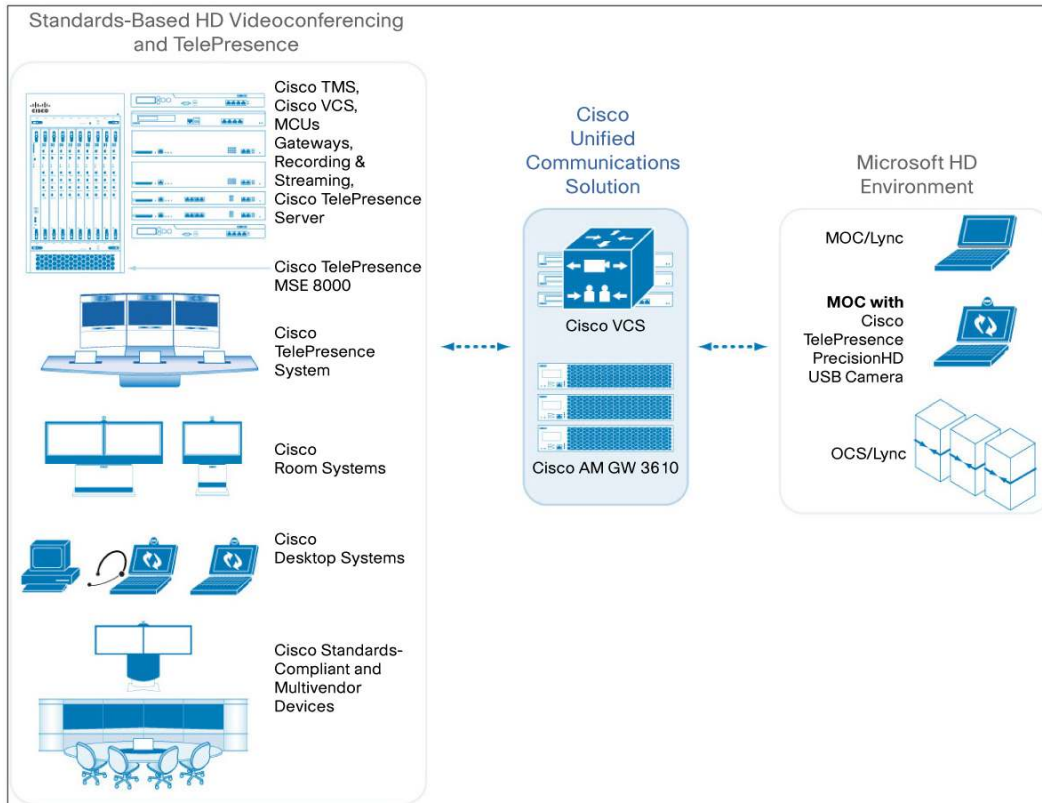 Standards-Based HD Videoconferencing
and TelePresence
CISCO
Cisco TMS,
Cisco VCS,
MCUs
Gateways,
Recording &
Streaming,
Cisco TelePresence
Server
Cisco TelePresence
MSE 8000
Cisco
TelePresence
System
Cisco
Room Systems
Cisco
Desktop Systems
Cisco Standards-
Compliant and
Multivendor
Devices
Cisco
Unified
Communications
Solution
Cisco VCS
Cisco AM GW 3610
Microsoft HD
Environment
MOC/Lync
MOC with
Cisco
TelePresence
PrecisionHD
USB Camera
OCS/Lync